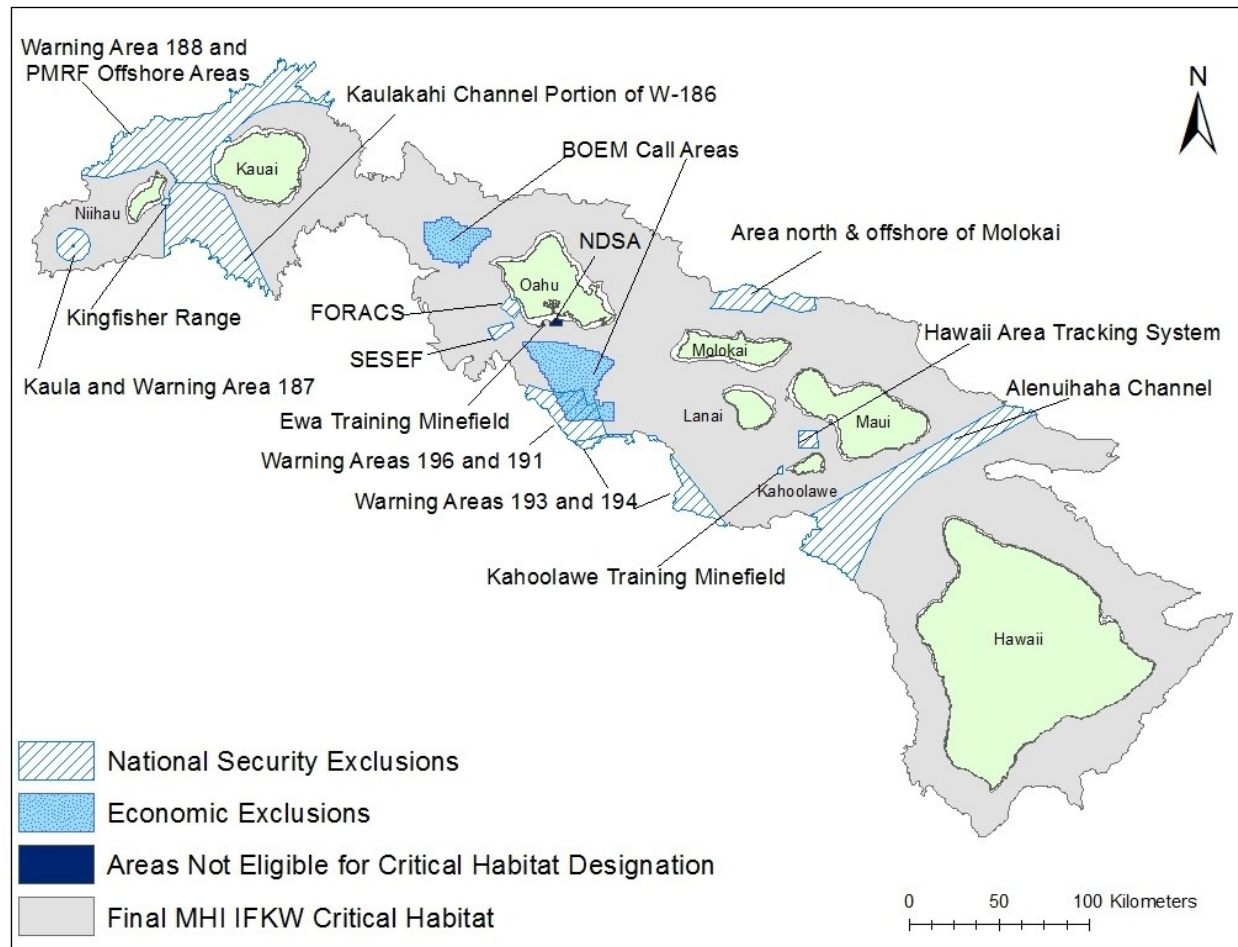 Warning Area 188 and
PMRF Offshore Areas
Kaulakahi Channel Portion of W-186
N
BOEM Call Areas
Kauai
Niihau
NDSA
Area north & offshore of Molokai
Oahu
FORACS
Kingfisher Range
Hawaii Area Tracking System
SESEF
Molokai
Kaula and Warning Area 187
Alenuihaha Channel
Ewa Training Minefield
Lanai
Maui
Warning Areas 196 and 191
Kahoolawe
Warning Areas 193 and 194
Kahoolawe Training Minefield
Hawaii
National Security Exclusions
Economic Exclusions
Areas Not Eligible for Critical Habitat Designation
Final MHI IFKW Critical Habitat
0 50 100 Kilometers